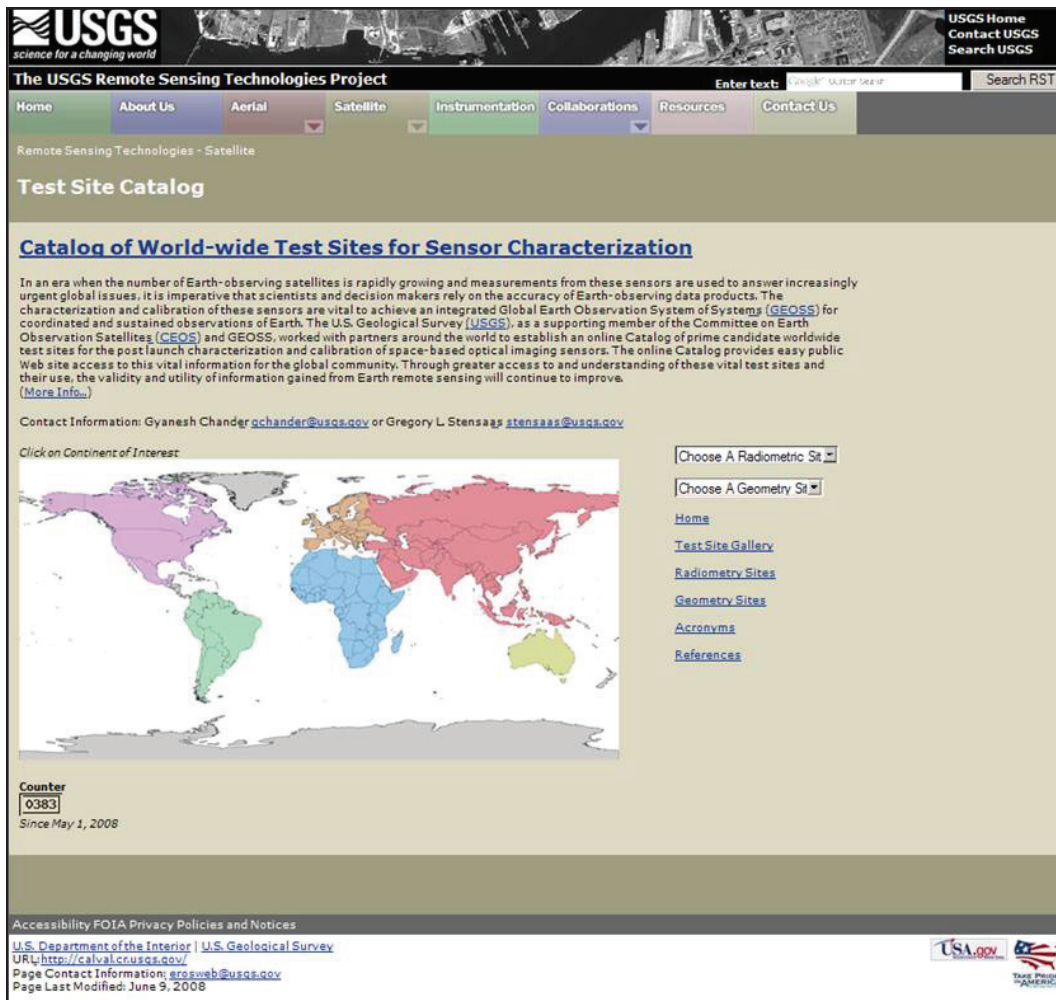 USGS
science for a changing world
USGS Home
Contact USGS
Search USGS
The USGS Remote Sensing Technologies Project
Enter text:
Search RST
Home About Us Aerial Satellite Instrumentation Collaborations Resources Contact Us
Remote Sensing Technologies - Satellite
Test Site Catalog
Catalog of World-wide Test Sites for Sensor Characterization
In an era when the number of Earth-observing satellites is rapidly growing and measurements from these sensors are used to answer increasingly
urgent global issues, it is imperative that scientists and decision makers rely on the accuracy of Earth-observing data products. The
characterization and calibration of these sensors are vital to achieve an integrated Global Earth Observation System of Systems (GEOSS) for
coordinated and sustained observations of Earth. The U.S. Geological Survey (USGS), as a supporting member of the Committee on Earth
Observation Satellites (CEOS) and GEOSS, worked with partners around the world to establish an online Catalog of prime candidate worldwide
test sites for the post launch characterization and calibration of space-based optical imaging sensors. The online Catalog provides easy public
Web site access to this vital information for the global community. Through greater access to and understanding of these vital test sites and
their use, the validity and utility of information gained from Earth remote sensing will continue to improve.
(More Info…)
Contact Information: Gyanesh Chander gchander@usgs.gov or Gregory L Stensaas stensaas@usgs.gov
Click on Continent of Interest
Choose A Radiometric Sit
Choose A Geometry Sit
Home
Test Site Gallery
Radiometry Sites
Geometry Sites
Acronyms
References
Counter
0383
Since May 1, 2008
Accessibility FOIA Privacy Policies and Notices
U.S. Department of the Interior | U.S. Geological Survey
URL:http://calval.cr.usgs.gov/
Page Contact Information: erosweb@usgs.gov
Page Last Modified: June 9, 2008
USA.gov
TAKE PRIDE
IN AMERICA